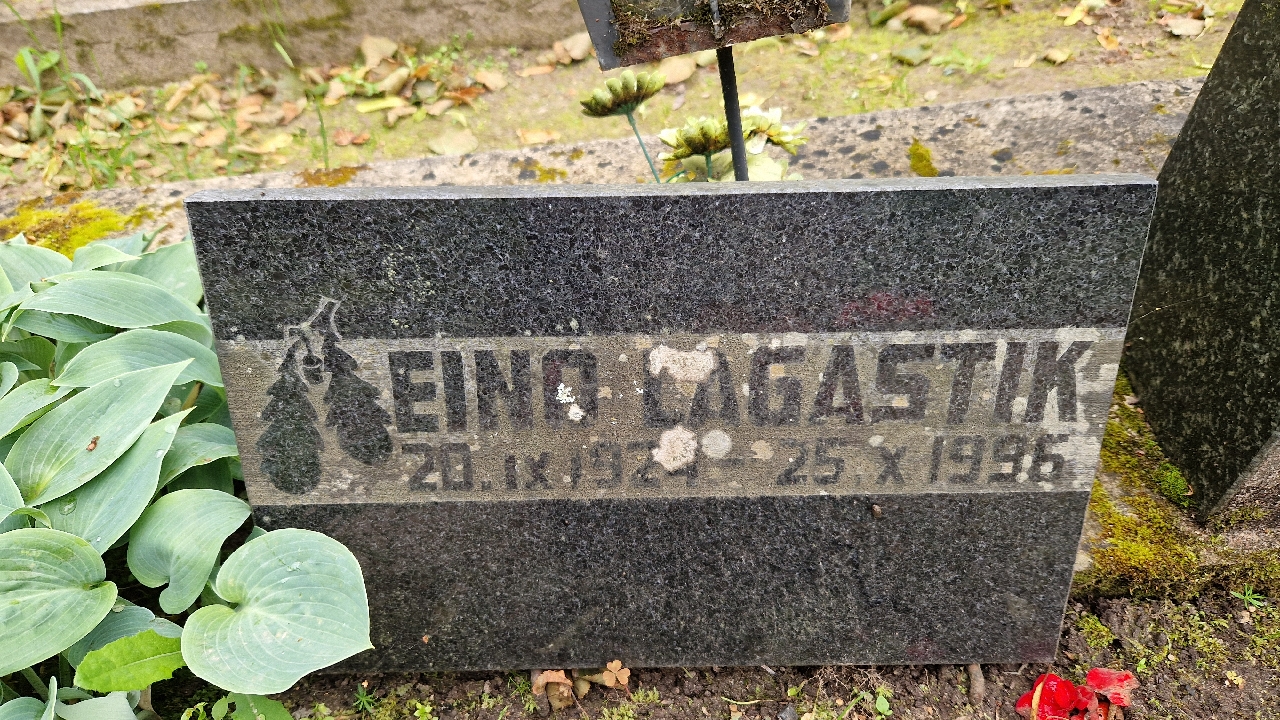 EINO LAGASTIK
20. IX 1924 – 25. X 1996